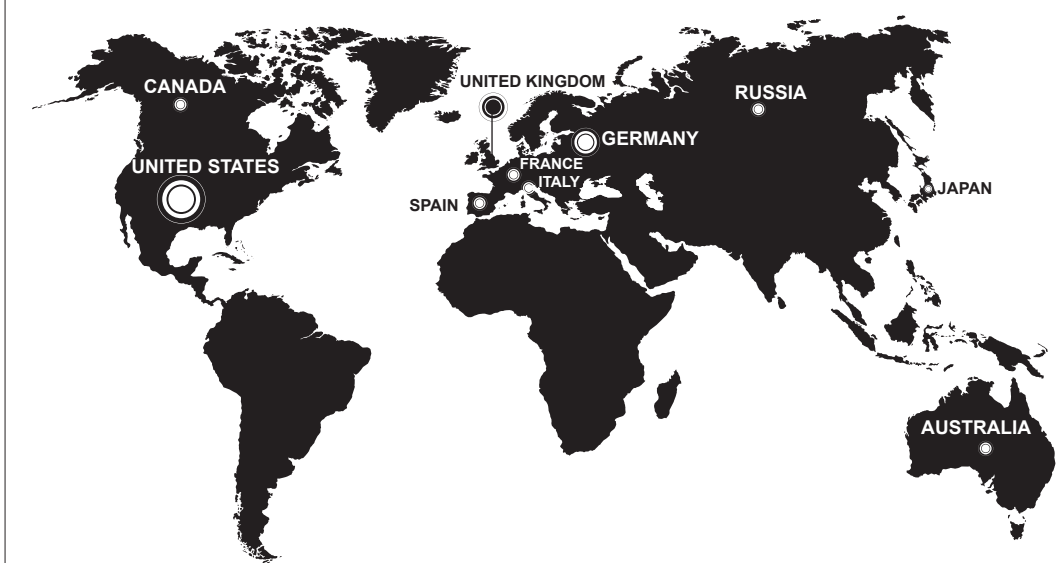 UNITED KINGDOM
CANADA
RUSSIA
GERMANY
UNITED STATES
FRANCE
ITALY
JAPAN
SPAIN
AUSTRALIA